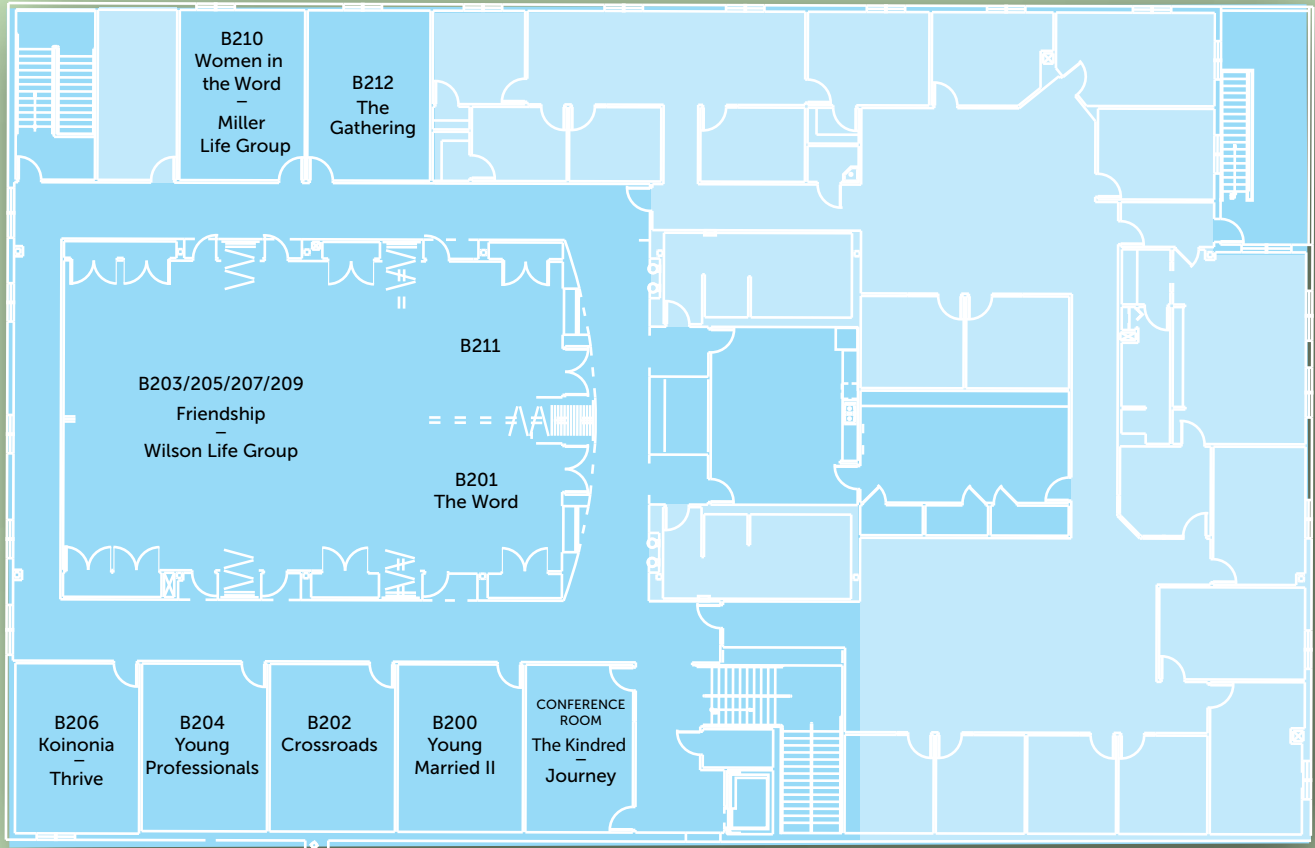 B210
Women in
the Word
–
Miller
Life Group
B212
The
Gathering
B211
B203/205/207/209
Friendship
–
Wilson Life Group
B201
The Word
B206
Koinonia
–
Thrive
B204
Young
Professionals
B202
Crossroads
B200
Young
Married II
CONFERENCE
ROOM
The Kindred
–
Journey